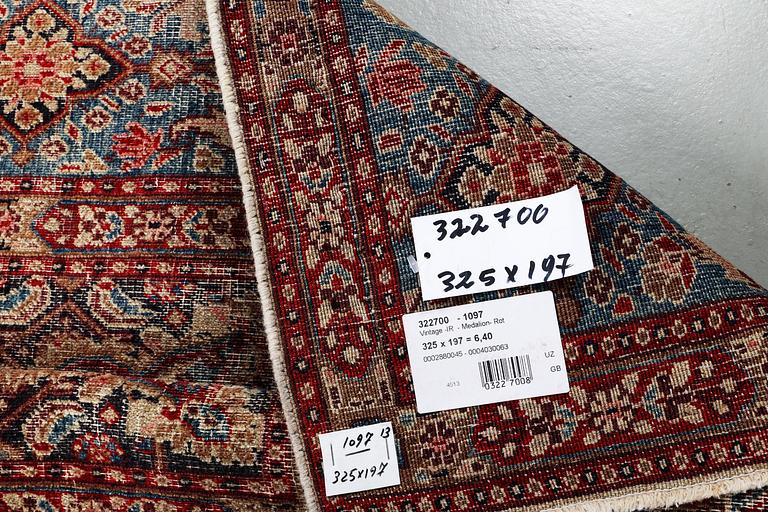 322700
325 x 197
322700 - 1097
Vintage -IR - Medalion- Rot
325 x 197 = 6,40
0002880045 - 0004030063
UZ
GB
4513
0322 7008
1097 13
325x197